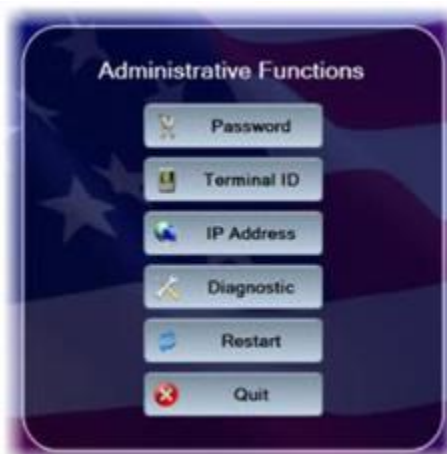 Administrative Functions
Password
Terminal ID
IP Address
Diagnostic
Restart
Quit